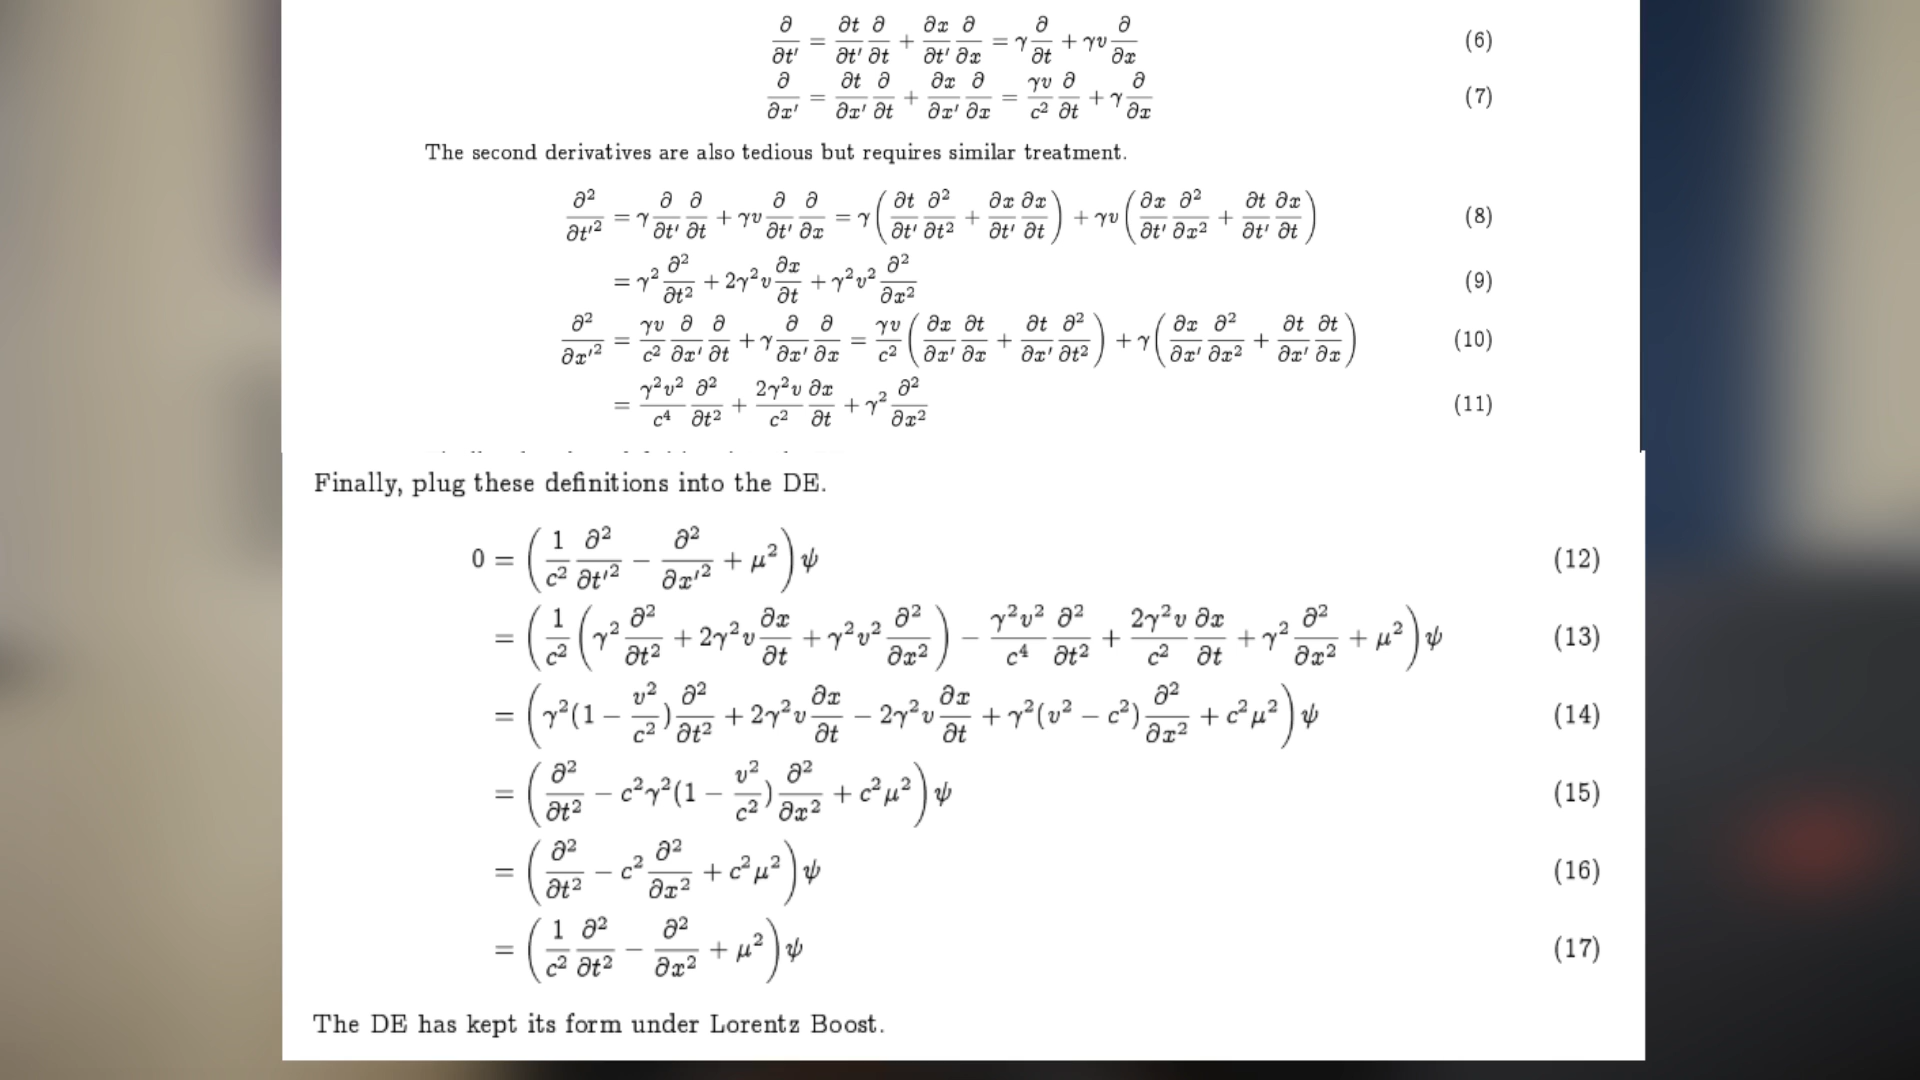 ∂/∂t′ = ∂t/∂t′ ∂/∂t + ∂x/∂t′ ∂/∂x = γ ∂/∂t + γv ∂/∂x (6)
∂/∂x′ = ∂t/∂x′ ∂/∂t + ∂x/∂x′ ∂/∂x = γv/c² ∂/∂t + γ ∂/∂x (7)
The second derivatives are also tedious but requires similar treatment.
∂²/∂t′² = γ ∂/∂t′ ∂/∂t + γv ∂/∂t′ ∂/∂x = γ(∂t/∂t′ ∂²/∂t² + ∂x/∂t′ ∂x/∂t) + γv(∂x/∂t′ ∂²/∂x² + ∂t/∂t′ ∂x/∂t) (8)
= γ² ∂²/∂t² + 2γ²v ∂x/∂t + γ²v² ∂²/∂x² (9)
∂²/∂x′² = γv/c² ∂/∂x′ ∂/∂t + γ ∂/∂x′ ∂/∂x = γv/c² (∂x/∂x′ ∂t/∂x + ∂t/∂x′ ∂²/∂t²) + γ(∂x/∂x′ ∂²/∂x² + ∂t/∂x′ ∂t/∂x) (10)
= γ²v²/c⁴ ∂²/∂t² + 2γ²v/c² ∂x/∂t + γ² ∂²/∂x² (11)
Finally, plug these definitions into the DE.
0 = (1/c² ∂²/∂t′² − ∂²/∂x′² + μ²)ψ (12)
= (1/c² (γ² ∂²/∂t² + 2γ²v ∂x/∂t + γ²v² ∂²/∂x²) − γ²v²/c⁴ ∂²/∂t² + 2γ²v/c² ∂x/∂t + γ² ∂²/∂x² + μ²)ψ (13)
= (γ²(1 − v²/c²) ∂²/∂t² + 2γ²v ∂x/∂t − 2γ²v ∂x/∂t + γ²(v² − c²) ∂²/∂x² + c²μ²)ψ (14)
= (∂²/∂t² − c²γ²(1 − v²/c²) ∂²/∂x² + c²μ²)ψ (15)
= (∂²/∂t² − c² ∂²/∂x² + c²μ²)ψ (16)
= (1/c² ∂²/∂t² − ∂²/∂x² + μ²)ψ (17)
The DE has kept its form under Lorentz Boost.